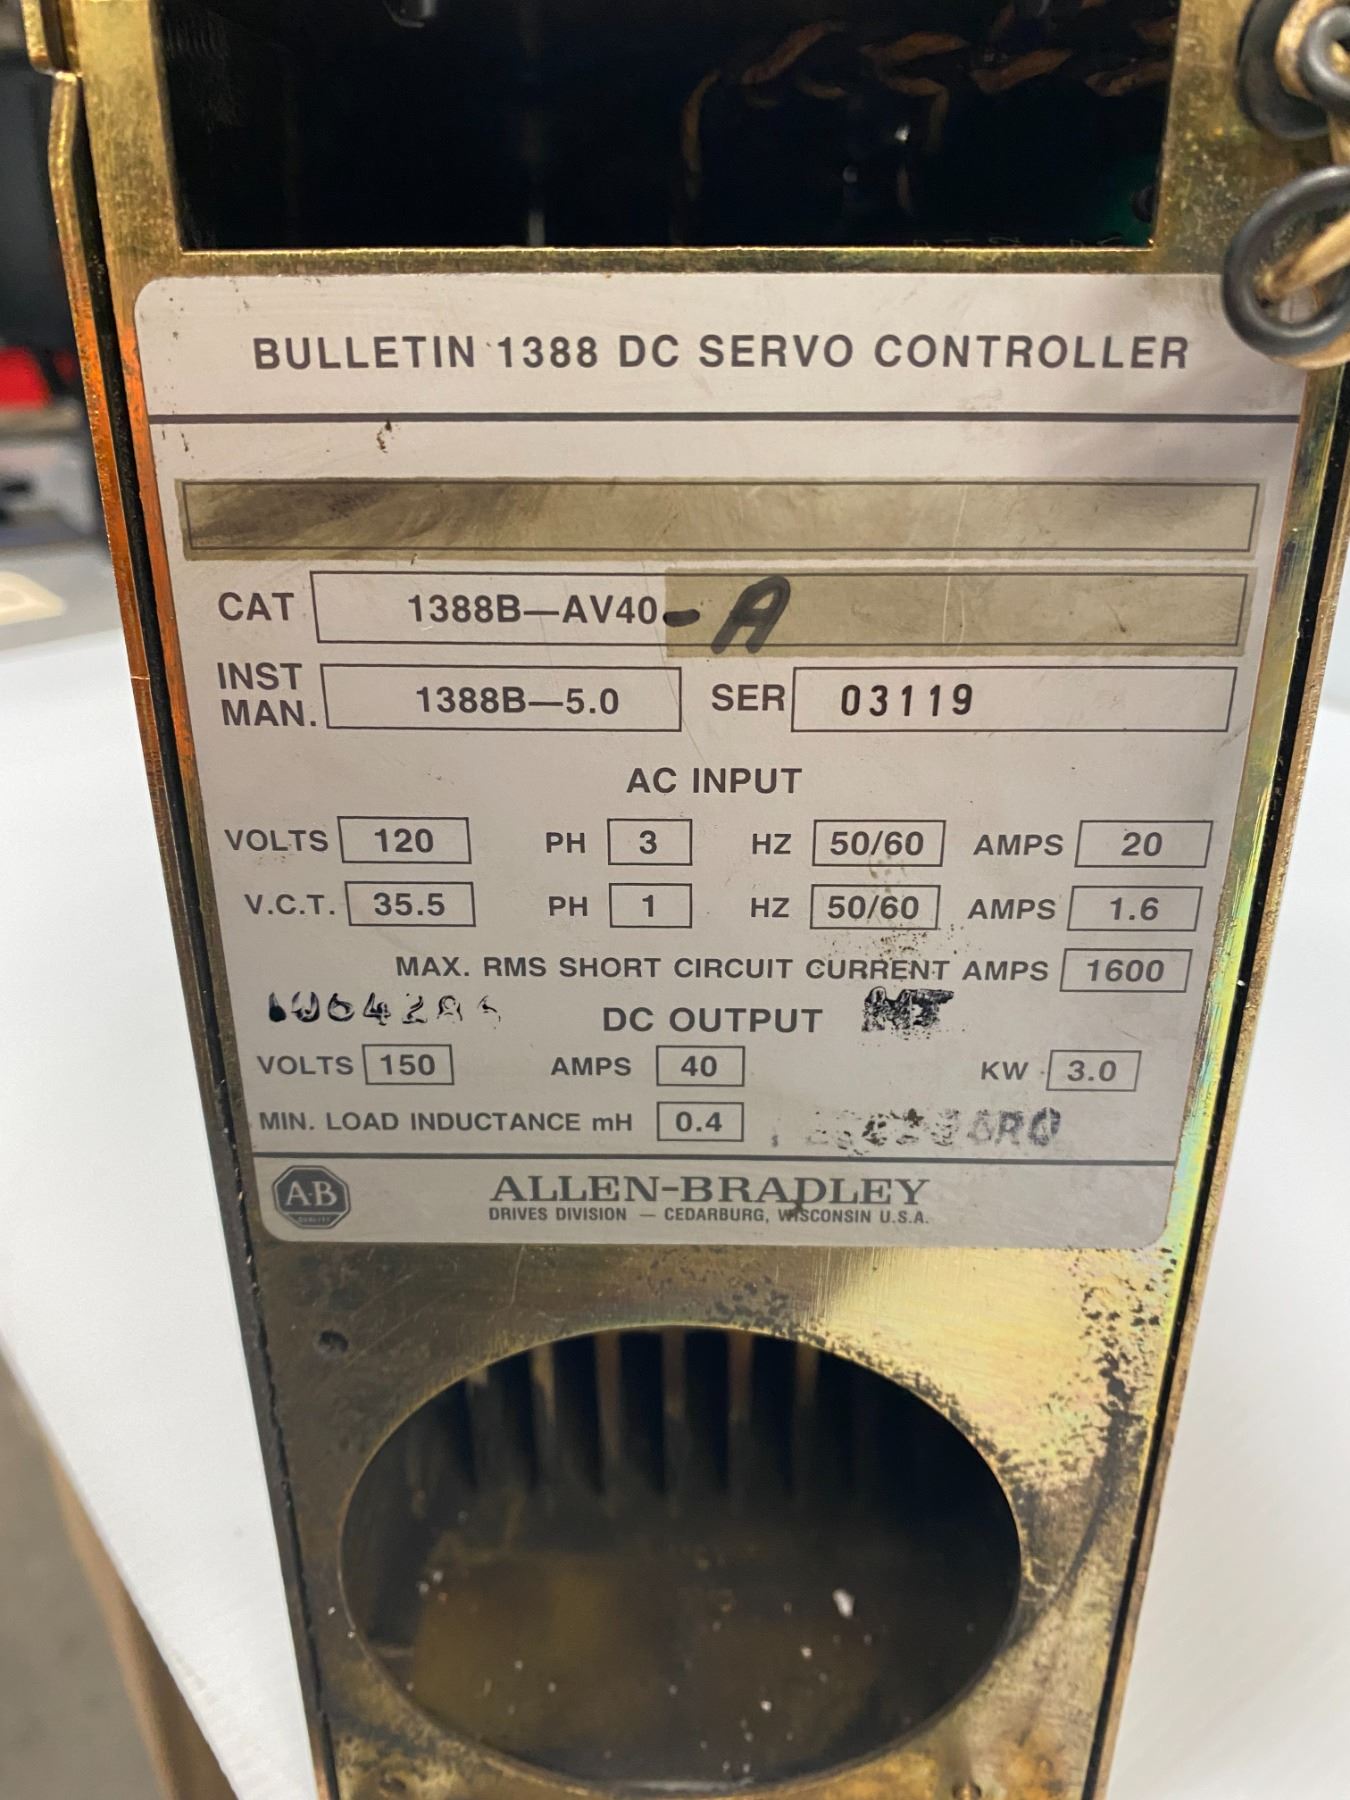 BULLETIN 1388 DC SERVO CONTROLLER
CAT 1388B—AV40-A
INST MAN. 1388B—5.0 SER 03119
AC INPUT
VOLTS 120 PH 3 HZ 50/60 AMPS 20
V.C.T. 35.5 PH 1 HZ 50/60 AMPS 1.6
MAX. RMS SHORT CIRCUIT CURRENT AMPS 1600
DC OUTPUT
VOLTS 150 AMPS 40 KW 3.0
MIN. LOAD INDUCTANCE mH 0.4
A-B
QUALITY
ALLEN-BRADLEY
DRIVES DIVISION — CEDARBURG, WISCONSIN U.S.A.